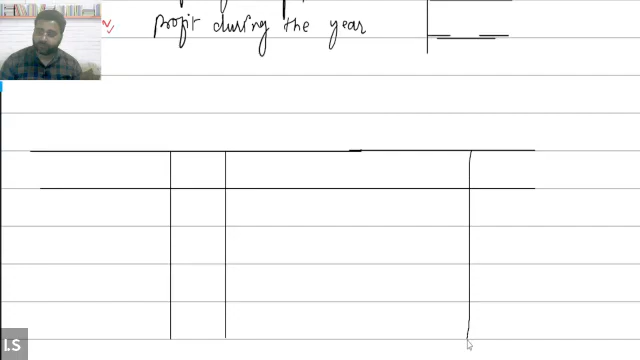 profit during the year
I.S